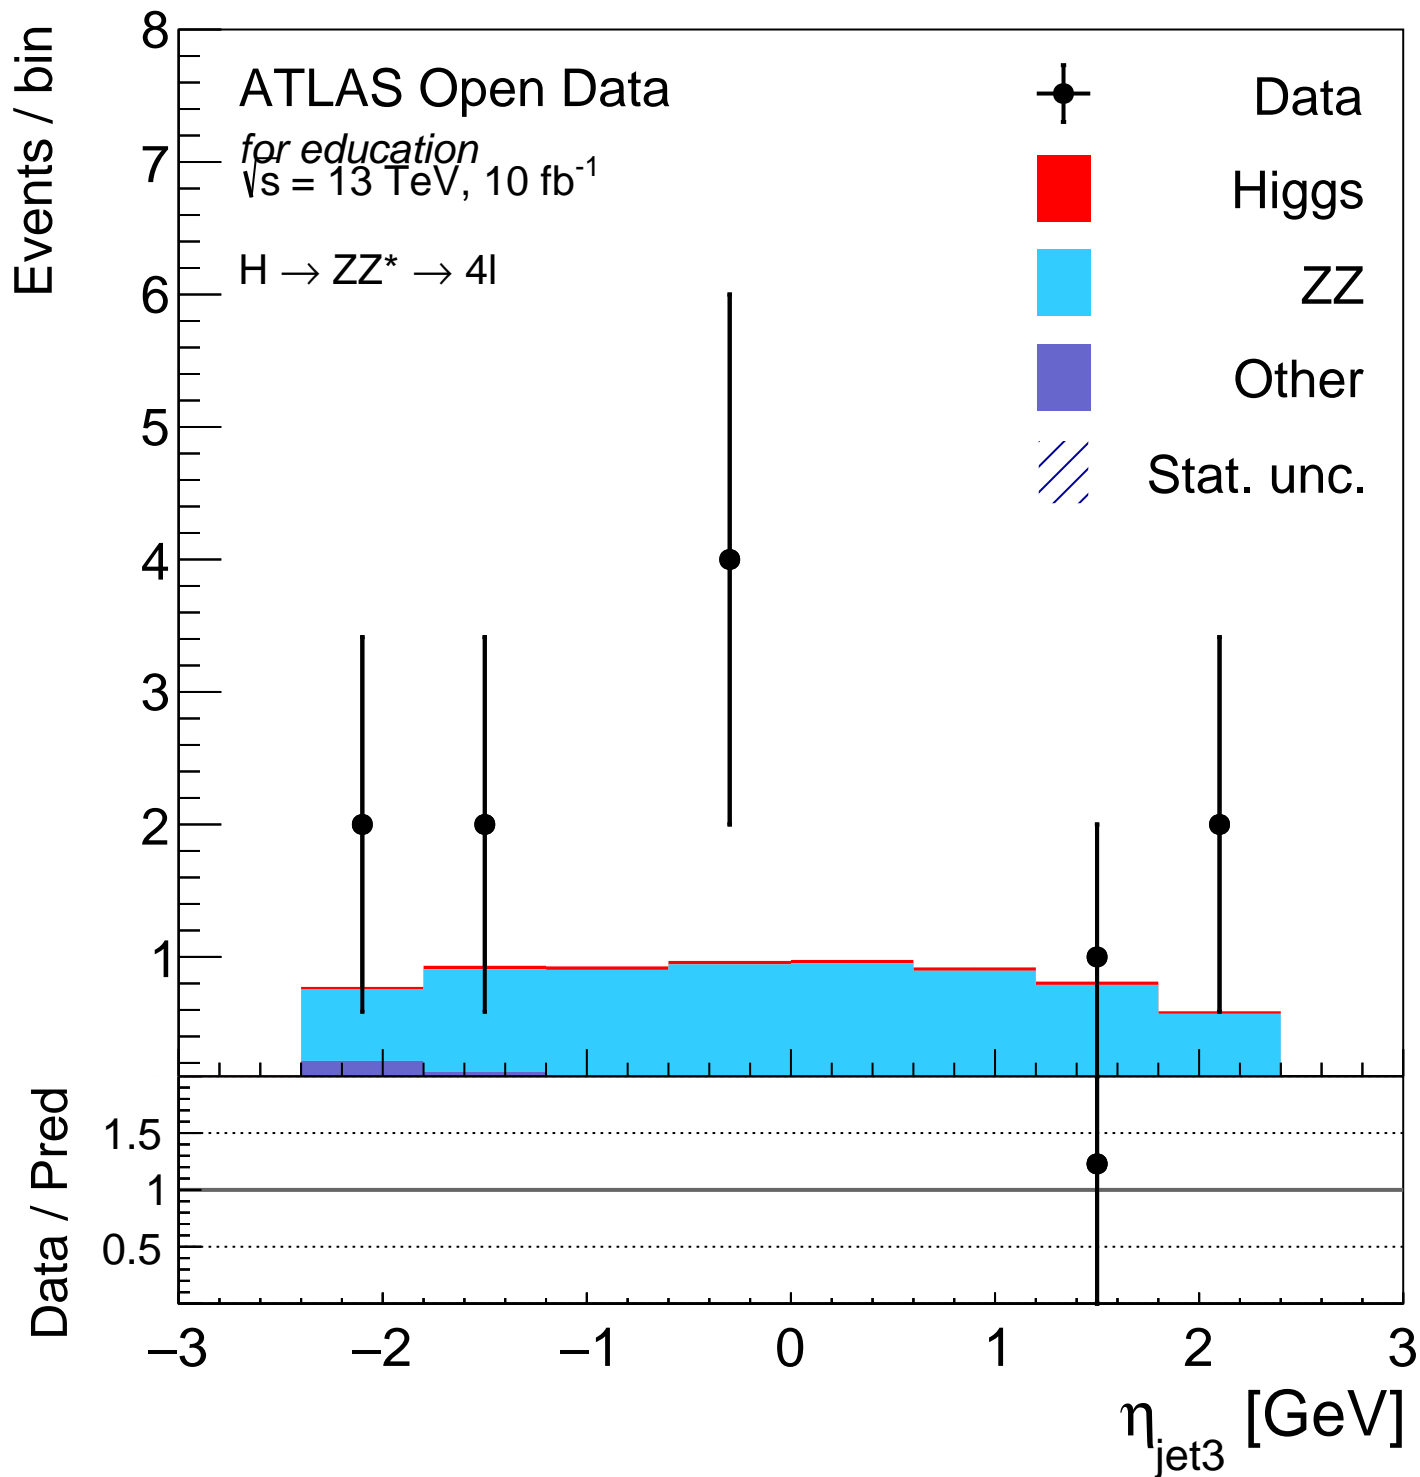 Events / bin
8
7
6
5
4
3
2
1
ATLAS Open Data
for education
√s = 13 TeV, 10 fb-1
H → ZZ* → 4l
Data
Higgs
ZZ
Other
Stat. unc.
Data / Pred
1.5
1
0.5
−3 −2 −1 0 1 2 3
ηjet3 [GeV]